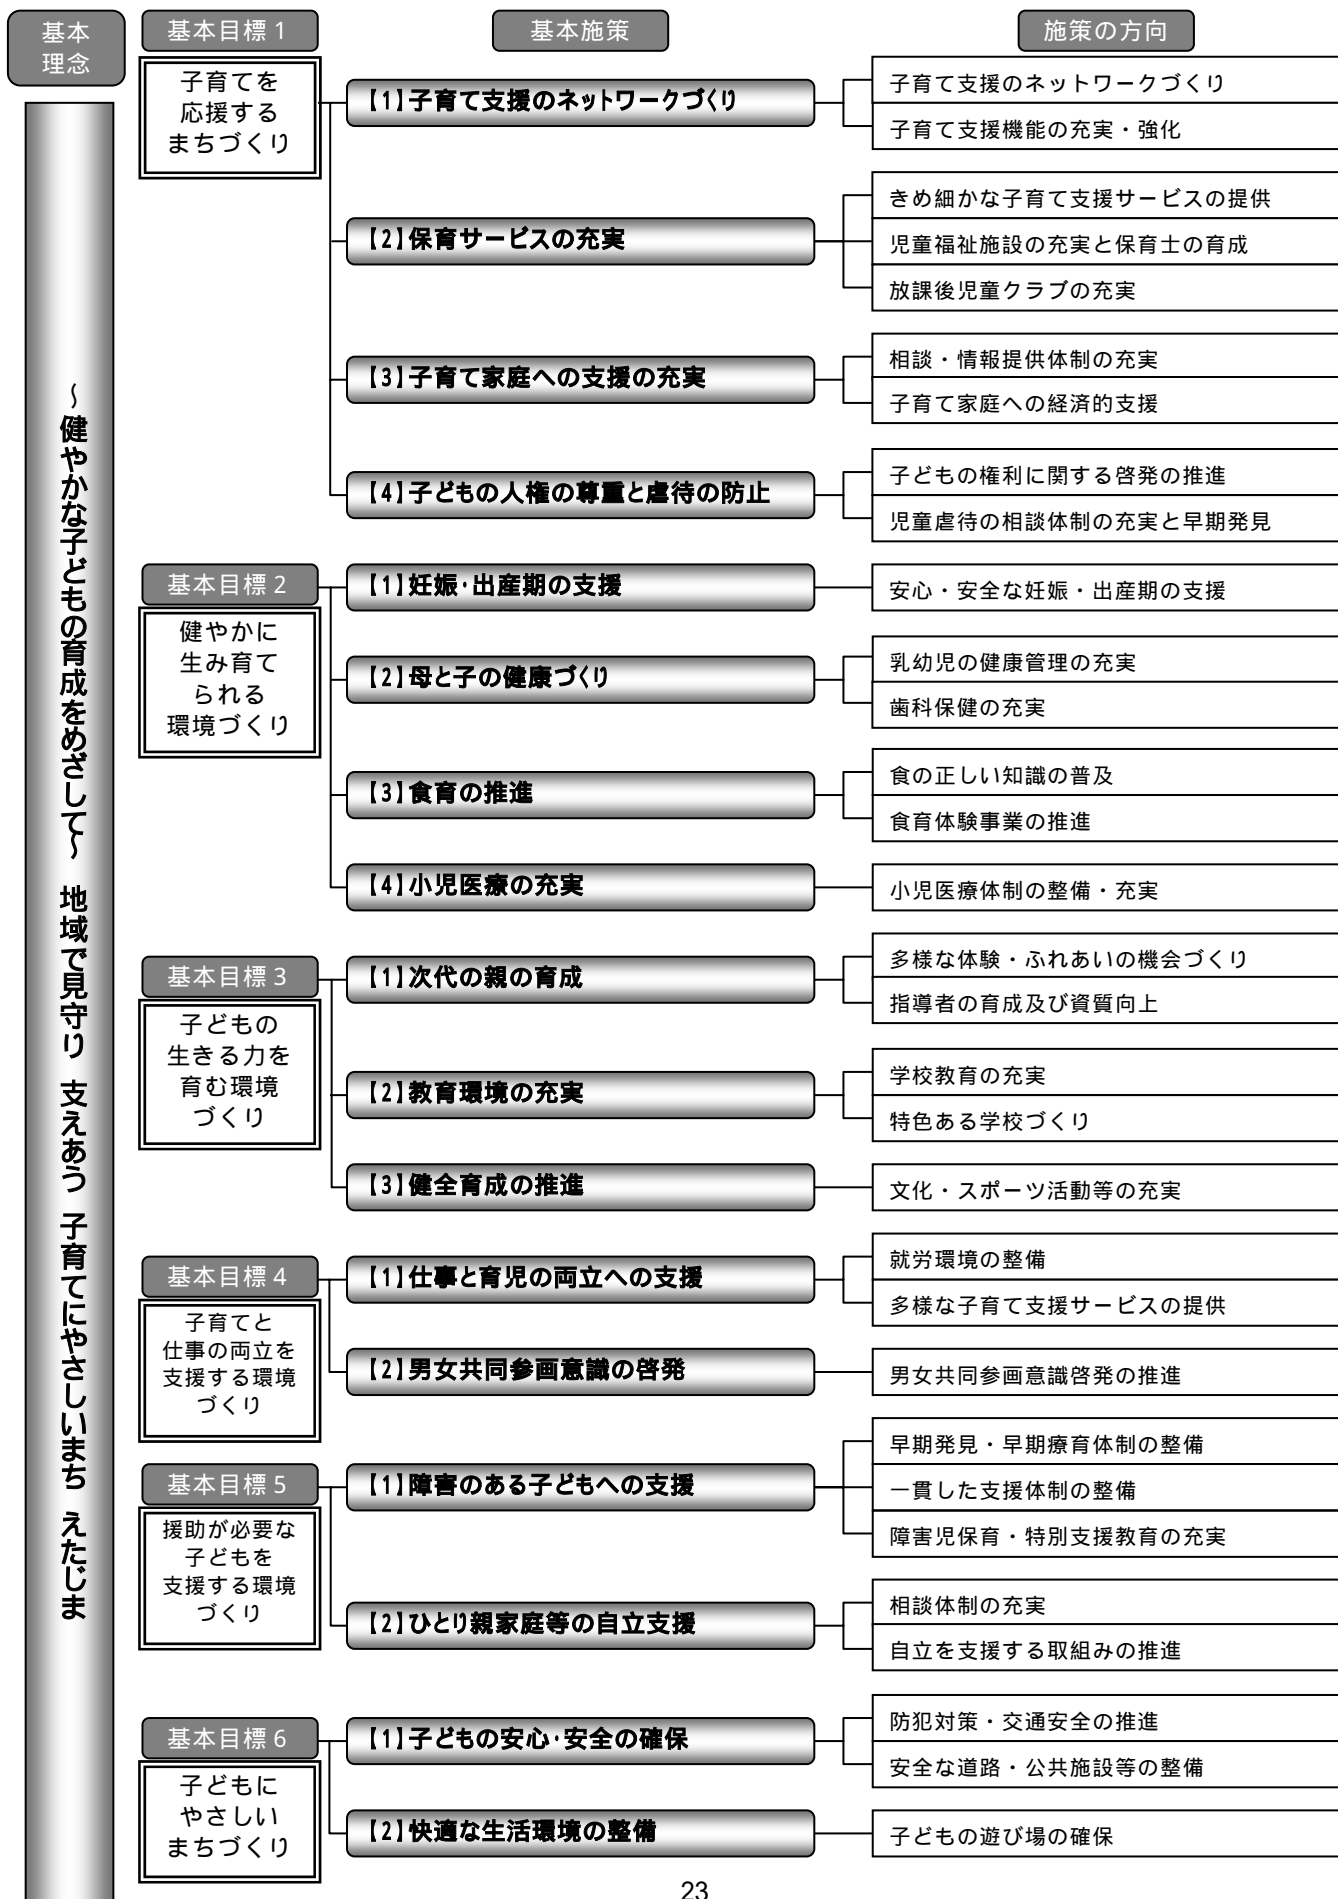 基本
理念
～健やかな子どもの育成をめざして～ 地域で見守り 支えあう 子育てにやさしいまち えたじま
基本目標1
基本施策
施策の方向
子育てを
応援する
まちづくり
【1】子育て支援のネットワークづくり
子育て支援のネットワークづくり
子育て支援機能の充実・強化
【2】保育サービスの充実
きめ細かな子育て支援サービスの提供
児童福祉施設の充実と保育士の育成
放課後児童クラブの充実
【3】子育て家庭への支援の充実
相談・情報提供体制の充実
子育て家庭への経済的支援
【4】子どもの人権の尊重と虐待の防止
子どもの権利に関する啓発の推進
児童虐待の相談体制の充実と早期発見
基本目標2
健やかに
生み育て
られる
環境づくり
【1】妊娠・出産期の支援
安心・安全な妊娠・出産期の支援
【2】母と子の健康づくり
乳幼児の健康管理の充実
歯科保健の充実
【3】食育の推進
食の正しい知識の普及
食育体験事業の推進
【4】小児医療の充実
小児医療体制の整備・充実
基本目標3
子どもの
生きる力を
育む環境
づくり
【1】次代の親の育成
多様な体験・ふれあいの機会づくり
指導者の育成及び資質向上
【2】教育環境の充実
学校教育の充実
特色ある学校づくり
【3】健全育成の推進
文化・スポーツ活動等の充実
基本目標4
子育てと
仕事の両立を
支援する環境
づくり
【1】仕事と育児の両立への支援
就労環境の整備
多様な子育て支援サービスの提供
【2】男女共同参画意識の啓発
男女共同参画意識啓発の推進
基本目標5
援助が必要な
子どもを
支援する環境
づくり
【1】障害のある子どもへの支援
早期発見・早期療育体制の整備
一貫した支援体制の整備
障害児保育・特別支援教育の充実
【2】ひとり親家庭等の自立支援
相談体制の充実
自立を支援する取組みの推進
基本目標6
子どもに
やさしい
まちづくり
【1】子どもの安心・安全の確保
防犯対策・交通安全の推進
安全な道路・公共施設等の整備
【2】快適な生活環境の整備
子どもの遊び場の確保
23